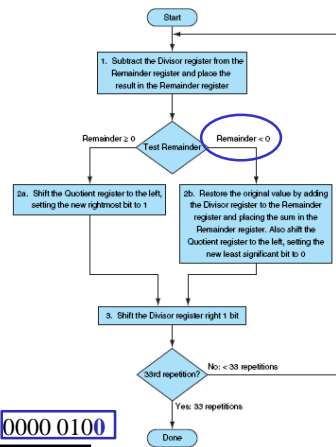 Start
1. Subtract the Divisor register from the
Remainder register and place the
result in the Remainder register
Remainder ≥ 0
Remainder < 0
Test Remainder
2a. Shift the Quotient register to the left,
setting the new rightmost bit to 1
2b. Restore the original value by adding
the Divisor register to the Remainder
register and placing the sum in the
Remainder register. Also shift the
Quotient register to the left, setting the
new least significant bit to 0
3. Shift the Divisor register right 1 bit
33rd repetition?
No: < 33 repetitions
Yes: 33 repetitions
0000 0100
Done